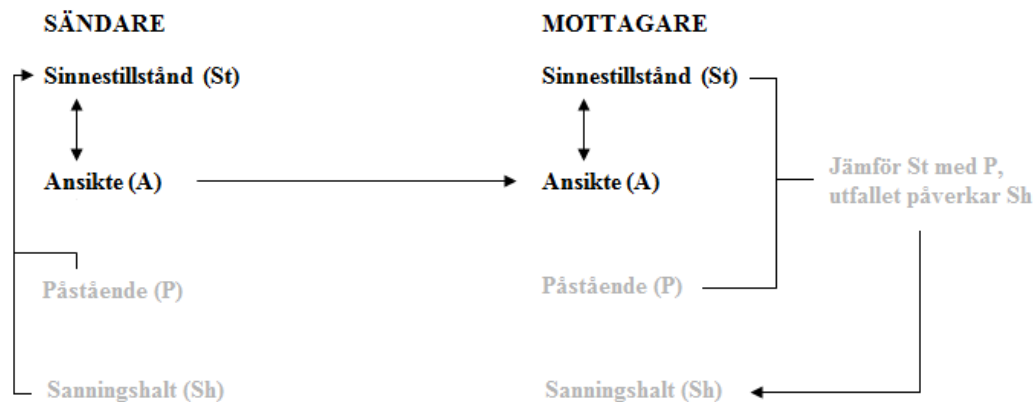 SÄNDARE
MOTTAGARE
Sinnestillstånd (St)
Sinnestillstånd (St)
Ansikte (A)
Ansikte (A)
Jämför St med P,
utfallet påverkar Sh
Påstående (P)
Påstående (P)
Sanningshalt (Sh)
Sanningshalt (Sh)